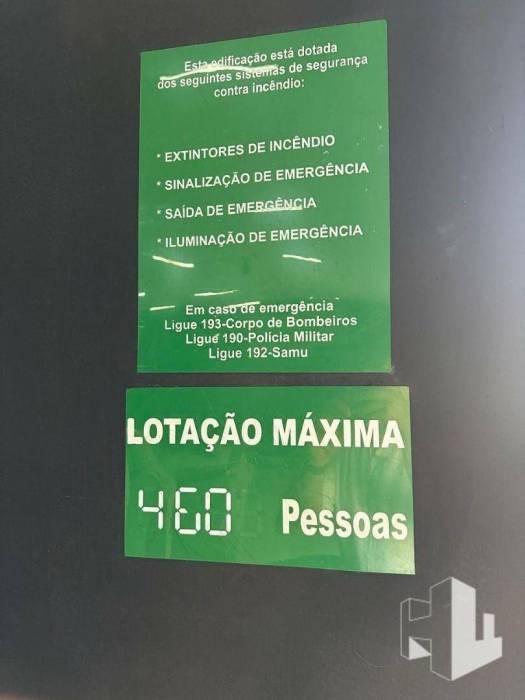 Esta edificação está dotada
dos seguintes sistemas de segurança
contra incêndio:
* EXTINTORES DE INCÊNDIO
* SINALIZAÇÃO DE EMERGÊNCIA
* SAÍDA DE EMERGÊNCIA
* ILUMINAÇÃO DE EMERGÊNCIA
Em caso de emergência
Ligue 193-Corpo de Bombeiros
Ligue 190-Polícia Militar
Ligue 192-Samu
LOTAÇÃO MÁXIMA
460 Pessoas